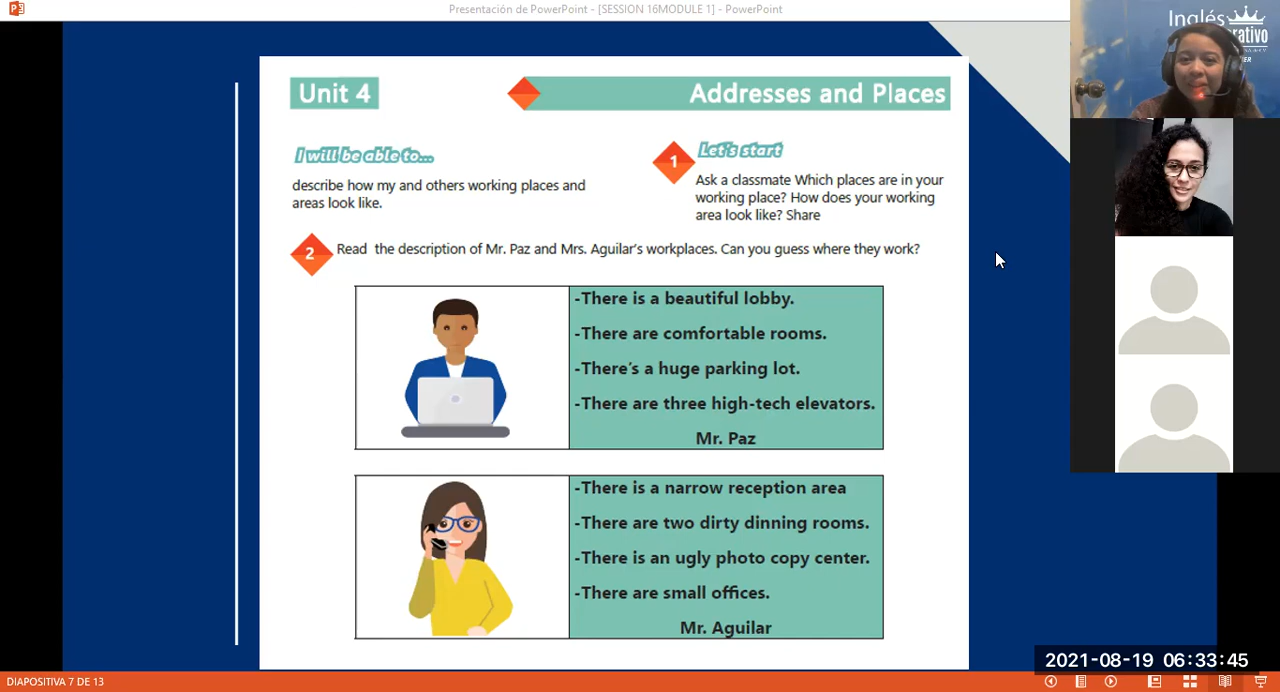 Presentación de PowerPoint - [SESSION 16MODULE 1] - PowerPoint
Inglés
ER
Unit 4
Addresses and Places
I will be able to...
describe how my and others working places and
areas look like.
1
Let's start
Ask a classmate Which places are in your
working place? How does your working
area look like? Share
2
Read the description of Mr. Paz and Mrs. Aguilar's workplaces. Can you guess where they work?
-There is a beautiful lobby.
-There are comfortable rooms.
-There's a huge parking lot.
-There are three high-tech elevators.
Mr. Paz
-There is a narrow reception area
-There are two dirty dinning rooms.
-There is an ugly photo copy center.
-There are small offices.
Mr. Aguilar
2021-08-19 06:33:45
DIAPOSITIVA 7 DE 13